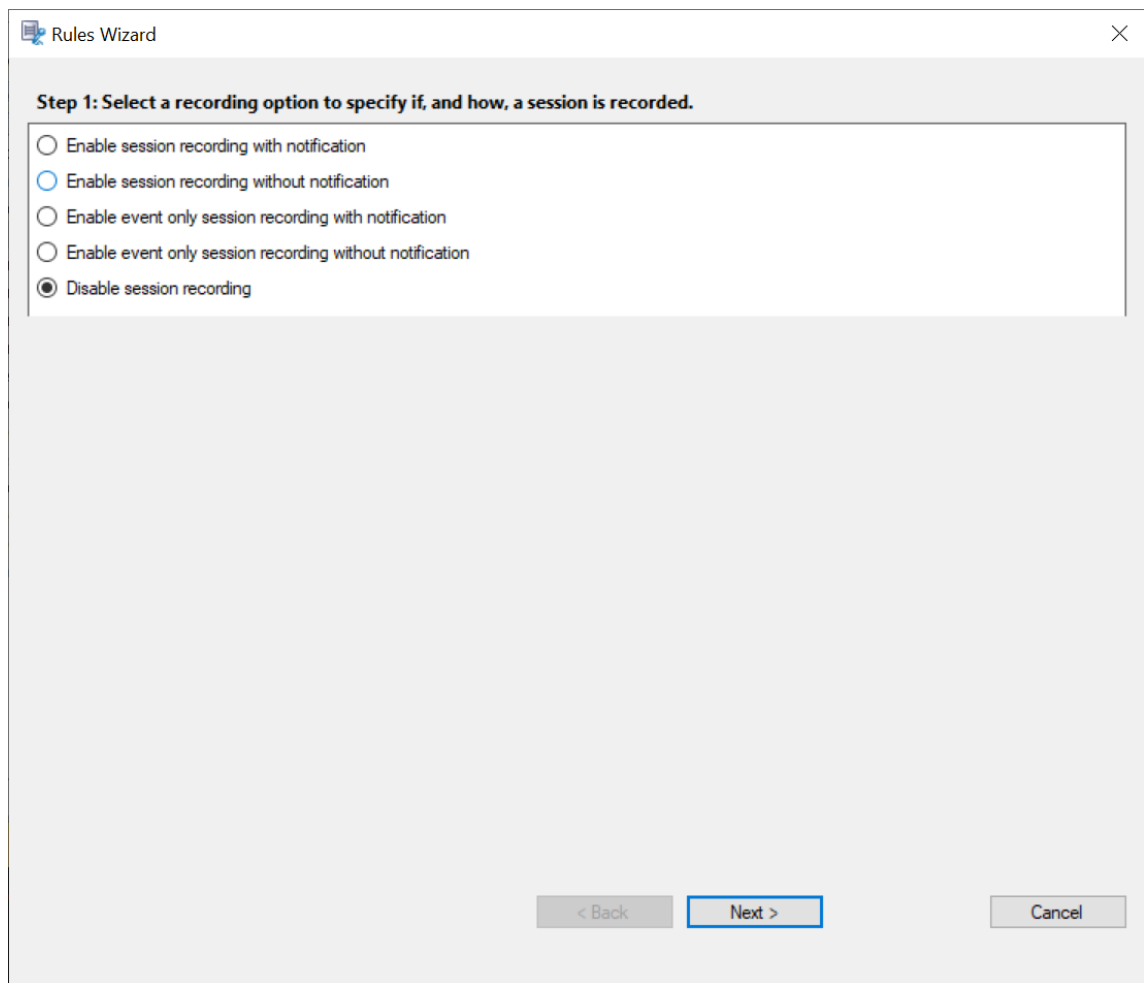 Rules Wizard
Step 1: Select a recording option to specify if, and how, a session is recorded.
Enable session recording with notification
Enable session recording without notification
Enable event only session recording with notification
Enable event only session recording without notification
Disable session recording
< Back
Next >
Cancel